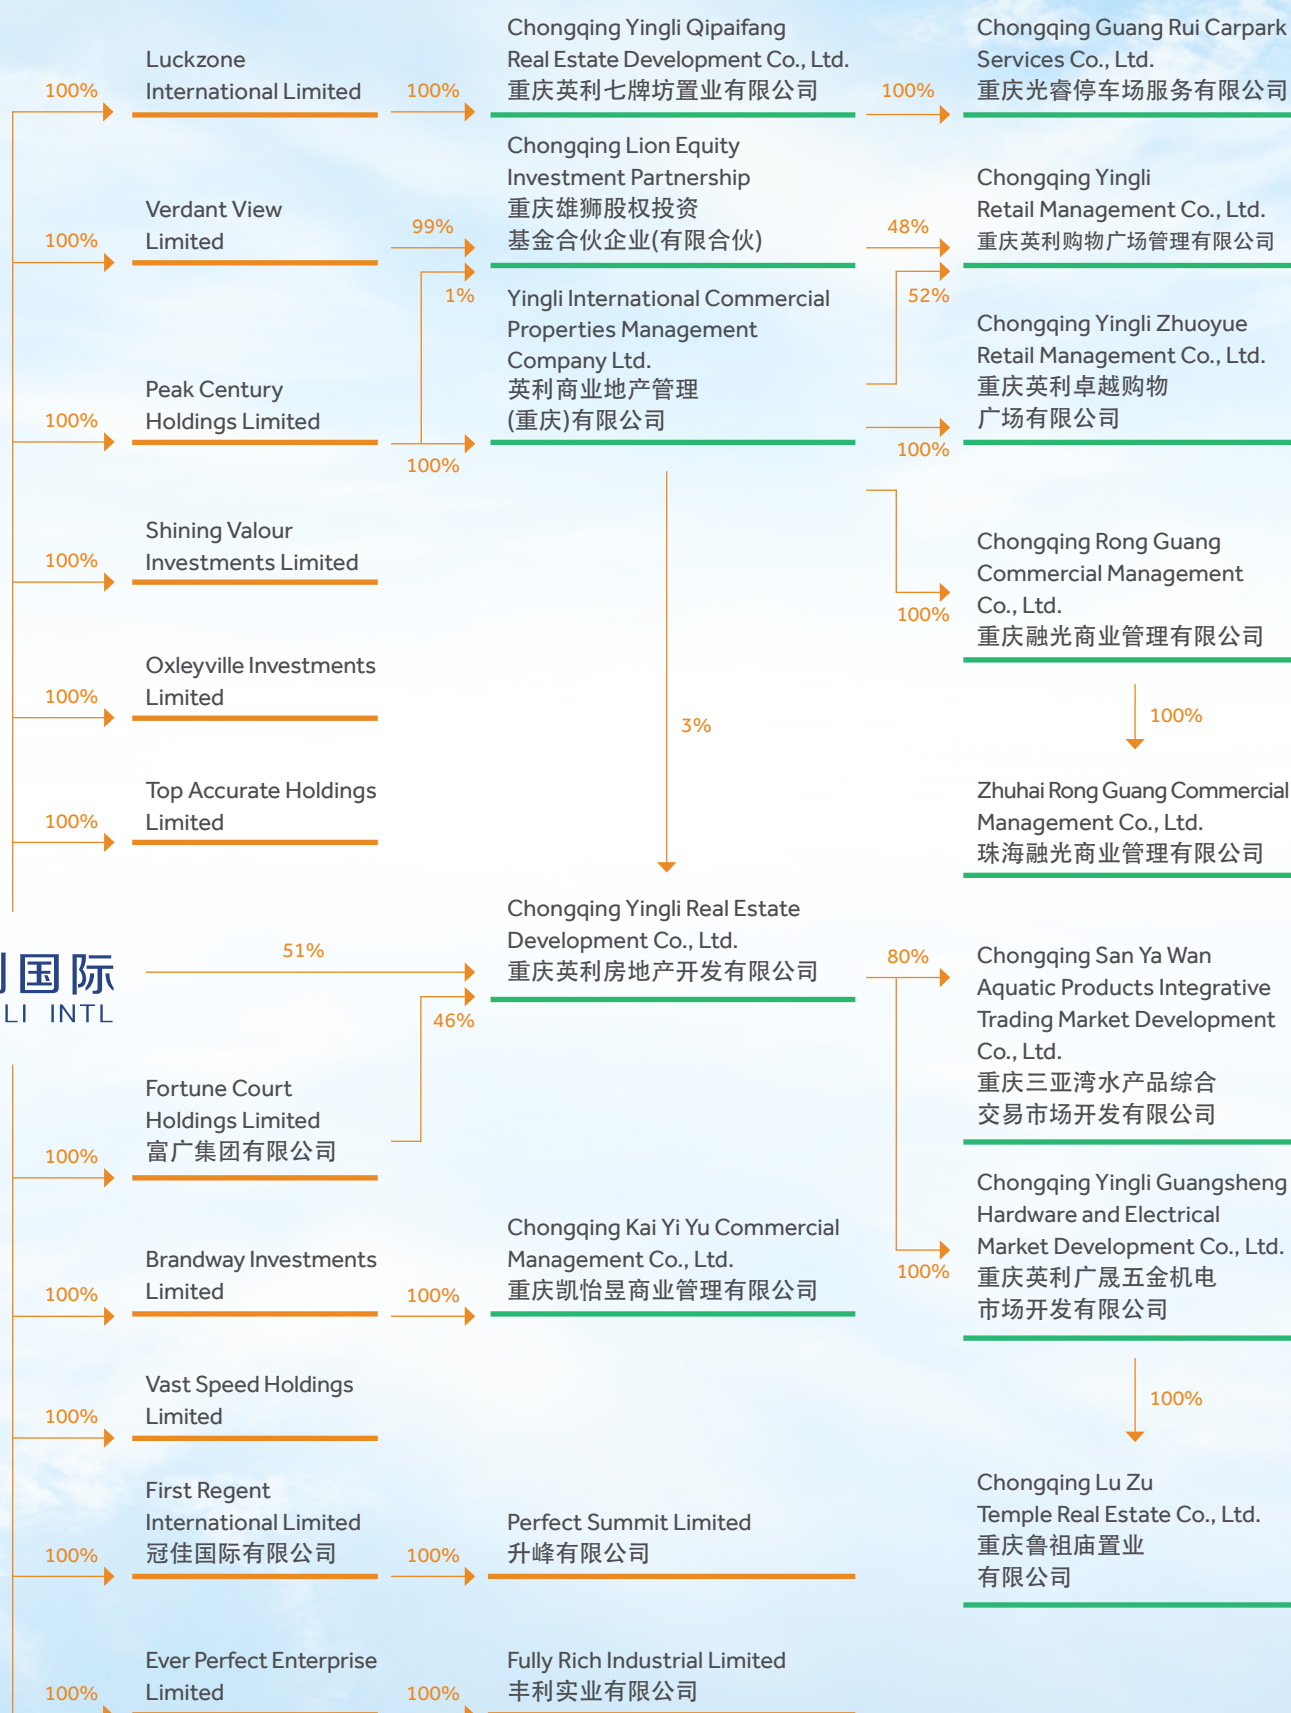 Luckzone
International Limited
100%
100%
Chongqing Yingli Qipaifang
Real Estate Development Co., Ltd.
重庆英利七牌坊置业有限公司
100%
Chongqing Guang Rui Carpark
Services Co., Ltd.
重庆光睿停车场服务有限公司
Verdant View
Limited
100%
99%
1%
Chongqing Lion Equity
Investment Partnership
重庆雄狮股权投资
基金合伙企业(有限合伙)
48%
52%
Chongqing Yingli
Retail Management Co., Ltd.
重庆英利购物广场管理有限公司
Peak Century
Holdings Limited
100%
100%
Yingli International Commercial
Properties Management
Company Ltd.
英利商业地产管理
(重庆)有限公司
100%
Chongqing Yingli Zhuoyue
Retail Management Co., Ltd.
重庆英利卓越购物
广场有限公司
Shining Valour
Investments Limited
100%
100%
Chongqing Rong Guang
Commercial Management
Co., Ltd.
重庆融光商业管理有限公司
Oxleyville Investments
Limited
100%
3%
100%
Top Accurate Holdings
Limited
100%
Zhuhai Rong Guang Commercial
Management Co., Ltd.
珠海融光商业管理有限公司
国际
LI INTL
51%
46%
Chongqing Yingli Real Estate
Development Co., Ltd.
重庆英利房地产开发有限公司
80%
Chongqing San Ya Wan
Aquatic Products Integrative
Trading Market Development
Co., Ltd.
重庆三亚湾水产品综合
交易市场开发有限公司
Fortune Court
Holdings Limited
富广集团有限公司
100%
100%
Chongqing Yingli Guangsheng
Hardware and Electrical
Market Development Co., Ltd.
重庆英利广晟五金机电
市场开发有限公司
Brandway Investments
Limited
100%
100%
Chongqing Kai Yi Yu Commercial
Management Co., Ltd.
重庆凯怡昱商业管理有限公司
Vast Speed Holdings
Limited
100%
100%
First Regent
International Limited
冠佳国际有限公司
100%
100%
Perfect Summit Limited
升峰有限公司
Chongqing Lu Zu
Temple Real Estate Co., Ltd.
重庆鲁祖庙置业
有限公司
Ever Perfect Enterprise
Limited
100%
100%
Fully Rich Industrial Limited
丰利实业有限公司